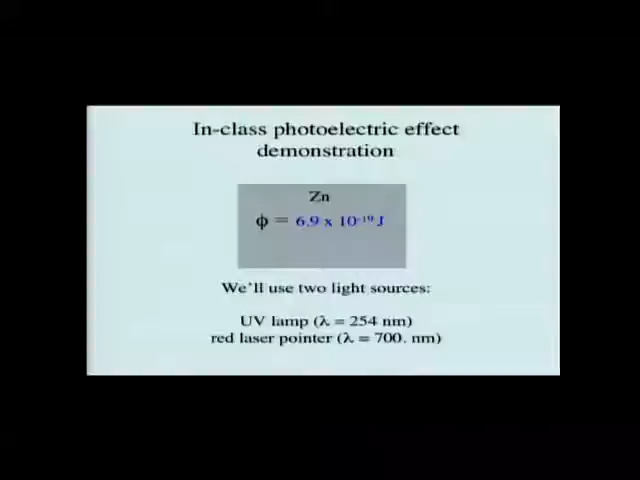 In-class photoelectric effect
demonstration
Zn
ϕ = 6.9 x 10⁻¹⁹ J
We'll use two light sources:
UV lamp (λ = 254 nm)
red laser pointer (λ = 700. nm)